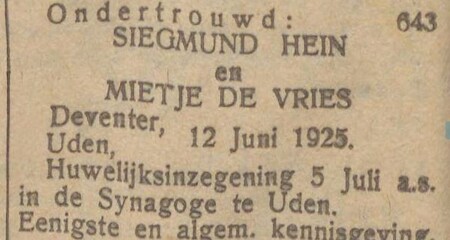 Ondertrouwd: 643
SIEGMUND HEIN
en
MIETJE DE VRIES
Deventer,
Uden, 12 Juni 1925.
Huwelijksinzegening 5 Juli a.s.
in de Synagoge te Uden.
Eenigste en algem. kennisgeving.